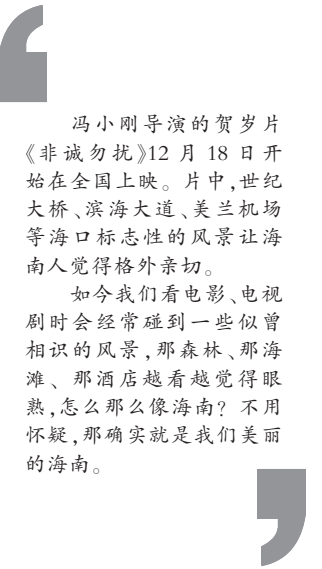 冯小刚导演的贺岁片
《非诚勿扰》12 月 18 日开
始在全国上映。片中,世纪
大桥、滨海大道、美兰机场
等海口标志性的风景让海
南人觉得格外亲切。
如今我们看电影、电视
剧时会经常碰到一些似曾
相识的风景,那森林、那海
滩、那酒店越看越觉得眼
熟,怎么那么像海南？不用
怀疑,那确实就是我们美丽
的海南。